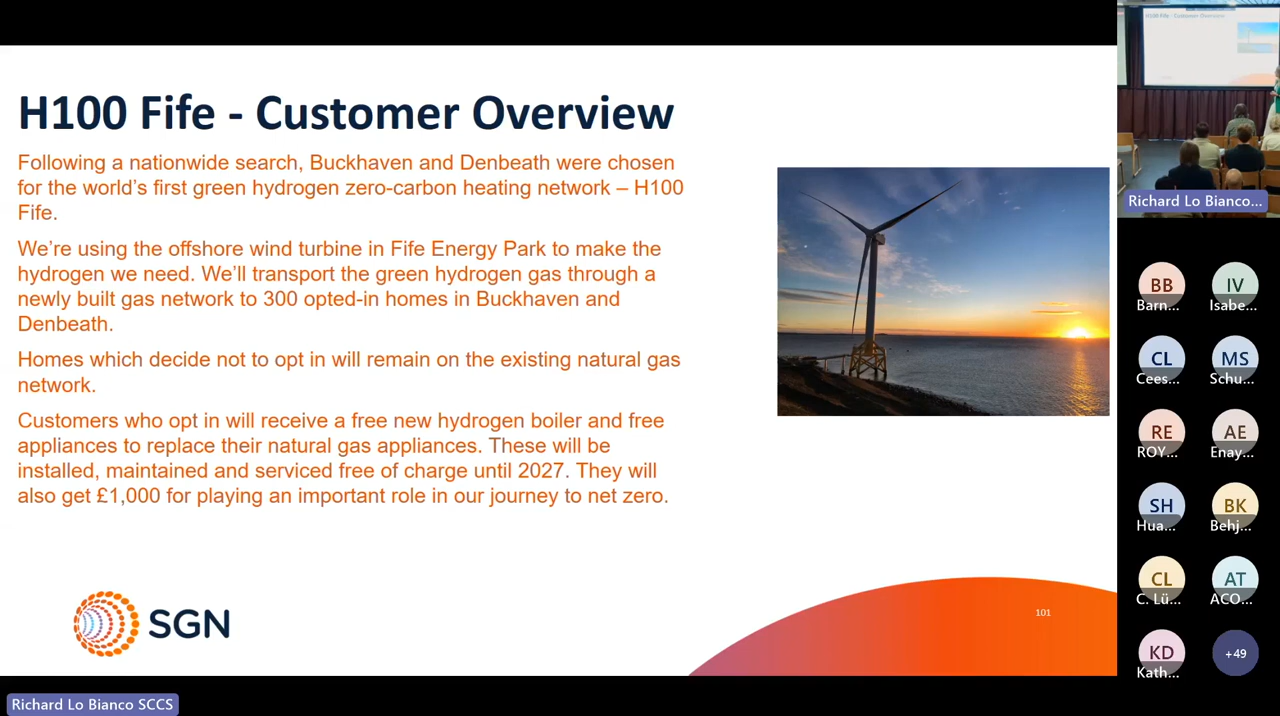 H100 Fife - Customer Overview
Following a nationwide search, Buckhaven and Denbeath were chosen
for the world's first green hydrogen zero-carbon heating network – H100
Fife.
We're using the offshore wind turbine in Fife Energy Park to make the
hydrogen we need. We'll transport the green hydrogen gas through a
newly built gas network to 300 opted-in homes in Buckhaven and
Denbeath.
Homes which decide not to opt in will remain on the existing natural gas
network.
Customers who opt in will receive a free new hydrogen boiler and free
appliances to replace their natural gas appliances. These will be
installed, maintained and serviced free of charge until 2027. They will
also get £1,000 for playing an important role in our journey to net zero.
SGN
101
Richard Lo Bianco SCCS
H100 Fife - Customer Overview
Richard Lo Bianco...
BB IV
Barn... Isabe...
CL MS
Cees... Schu...
RE AE
ROY... Enay...
SH BK
Hua... Behj...
CL AT
C. Lü... ACO...
KD +49
Kath...